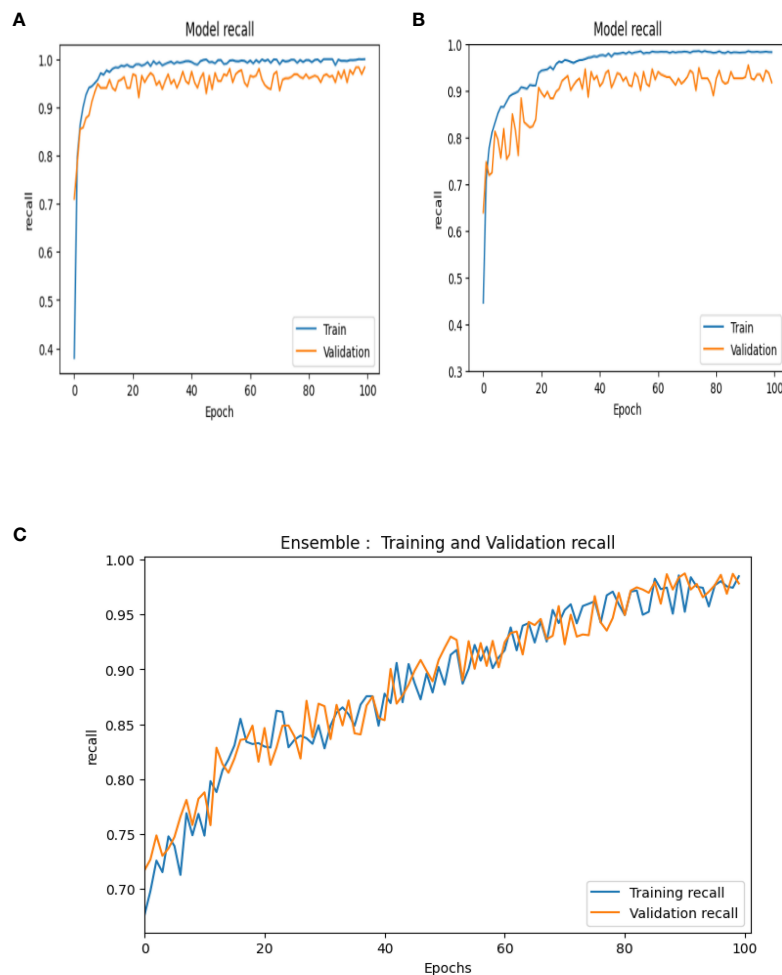 A
Model recall
1.0
0.9
0.8
0.7
0.6
0.5
0.4
recall
0
20
40
60
80
100
Epoch
Train
Validation
B
Model recall
1.0
0.9
0.8
0.7
0.6
0.5
0.4
0.3
recall
0
20
40
60
80
100
Epoch
Train
Validation
C
Ensemble : Training and Validation recall
1.00
0.95
0.90
0.85
0.80
0.75
0.70
recall
0
20
40
60
80
100
Epochs
Training recall
Validation recall